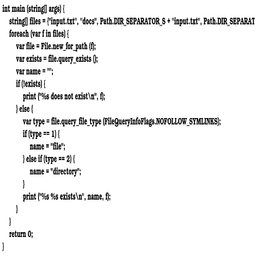 int main (string[] args) {
string[] files = {"input.txt", "docs", Path.DIR_SEPARATOR_S + "input.txt", Path.DIR_SEPARAT
foreach (var f in files) {
var file = File.new_for_path (f);
var exists = file.query_exists ();
var name = "";
if (!exists) {
print ("%s does not exist\n", f);
} else {
var type = file.query_file_type (FileQueryInfoFlags.NOFOLLOW_SYMLINKS);
if (type == 1) {
name = "file";
} else if (type == 2) {
name = "directory";
}
print ("%s %s exists\n", name, f);
}
}
return 0;
}